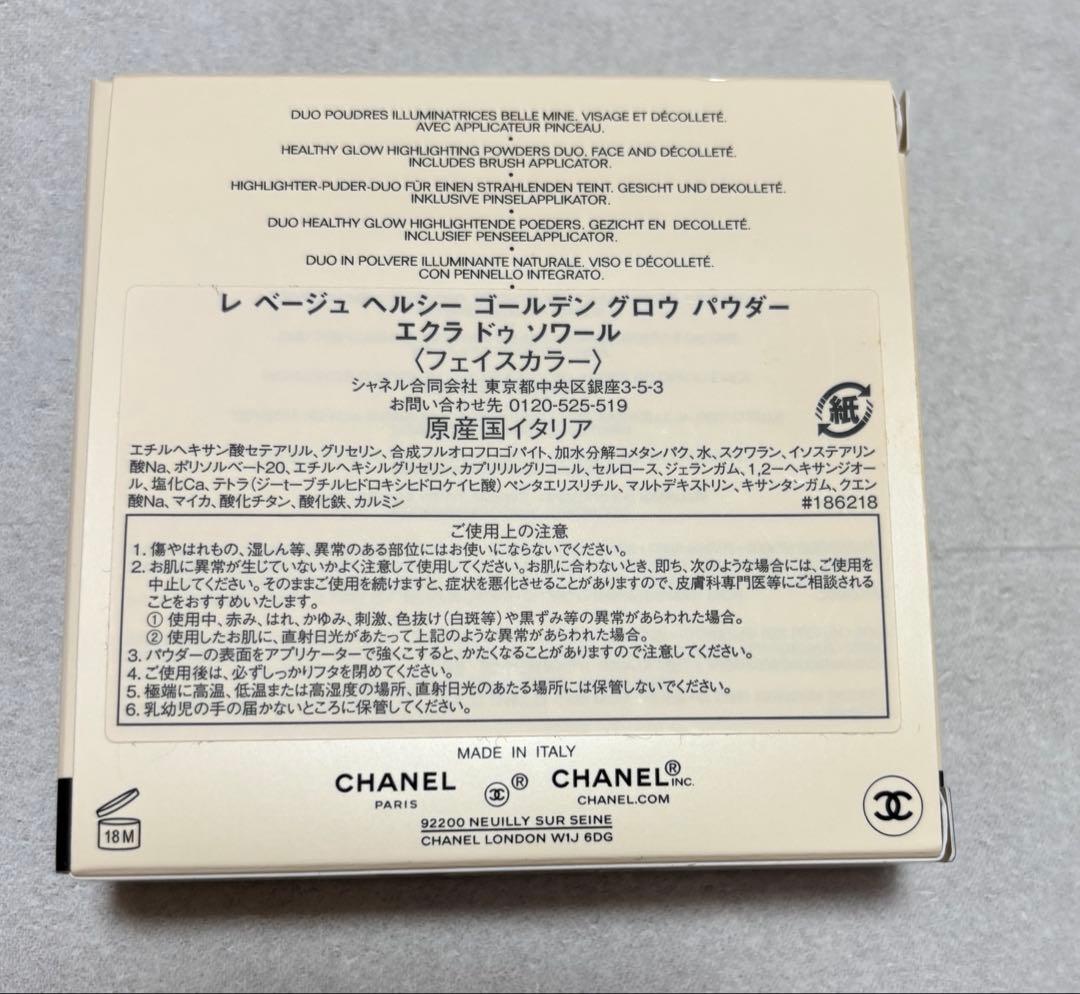 DUO POUDRES ILLUMINATRICES BELLE MINE. VISAGE ET DÉCOLLETÉ.
AVEC APPLICATEUR PINCEAU.
•
HEALTHY GLOW HIGHLIGHTING POWDERS DUO. FACE AND DÉCOLLETÉ.
INCLUDES BRUSH APPLICATOR.
•
HIGHLIGHTER-PUDER-DUO FÜR EINEN STRAHLENDEN TEINT. GESICHT UND DEKOLLETÉ.
INKLUSIVE PINSELAPPLIKATOR.
•
DUO HEALTHY GLOW HIGHLIGHTENDE POEDERS. GEZICHT EN DECOLLETÉ.
INCLUSIEF PENSEELAPPLICATOR.
•
DUO IN POLVERE ILLUMINANTE NATURALE. VISO E DÉCOLLETÉ.
CON PENNELLO INTEGRATO.
•
レ ベージュ ヘルシー ゴールデン グロウ パウダー
エクラ ドゥ ソワール
〈フェイスカラー〉
シャネル合同会社 東京都中央区銀座3-5-3
お問い合わせ先 0120-525-519
原産国イタリア
紙
エチルヘキサン酸セテアリル、グリセリン、合成フルオロフロゴパイト、加水分解コメタンパク、水、スクワラン、イソステアリン
酸Na、ポリソルベート20、エチルヘキシルグリセリン、カプリリルグリコール、セルロース、ジェランガム、1,2-ヘキサンジオー
ル、塩化Ca、テトラ(ジ-t-ブチルヒドロキシヒドロケイヒ酸)ペンタエリスリチル、マルトデキストリン、キサンタンガム、クエン
酸Na、マイカ、酸化チタン、酸化鉄、カルミン #186218
ご使用上の注意
1. 傷やはれもの、湿しん等、異常のある部位にはお使いにならないでください。
2. お肌に異常が生じていないかよく注意して使用してください。お肌に合わないとき、即ち、次のような場合には、ご使用を
中止してください。そのままご使用を続けますと、症状を悪化させることがありますので、皮膚科専門医等にご相談される
ことをおすすめいたします。
① 使用中、赤み、はれ、かゆみ、刺激、色抜け(白斑等)や黒ずみ等の異常があらわれた場合。
② 使用したお肌に、直射日光があたって上記のような異常があらわれた場合。
3. パウダーの表面をアプリケーターで強くこすると、かたくなることがありますので注意してください。
4. ご使用後は、必ずしっかりフタを閉めてください。
5. 極端に高温、低温または高湿度の場所、直射日光のあたる場所には保管しないでください。
6. 乳幼児の手の届かないところに保管してください。
MADE IN ITALY
CHANEL ® CHANEL® INC.
PARIS CHANEL.COM
92200 NEUILLY SUR SEINE
CHANEL LONDON W1J 6DG
18 M